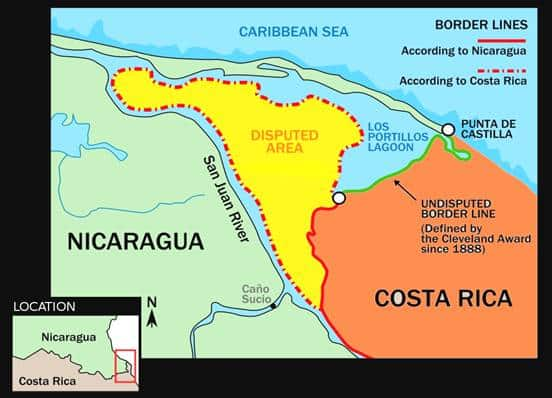 CARIBBEAN SEA
BORDER LINES
According to Nicaragua
According to Costa Rica
DISPUTED
AREA
LOS
PORTILLOS
LAGOON
PUNTA DE
CASTILLA
San Juan River
UNDISPUTED
BORDER LINE
(Defined by
the Cleveland Award
since 1888)
NICARAGUA
Caño
Sucio
COSTA RICA
LOCATION
N
Nicaragua
Costa Rica